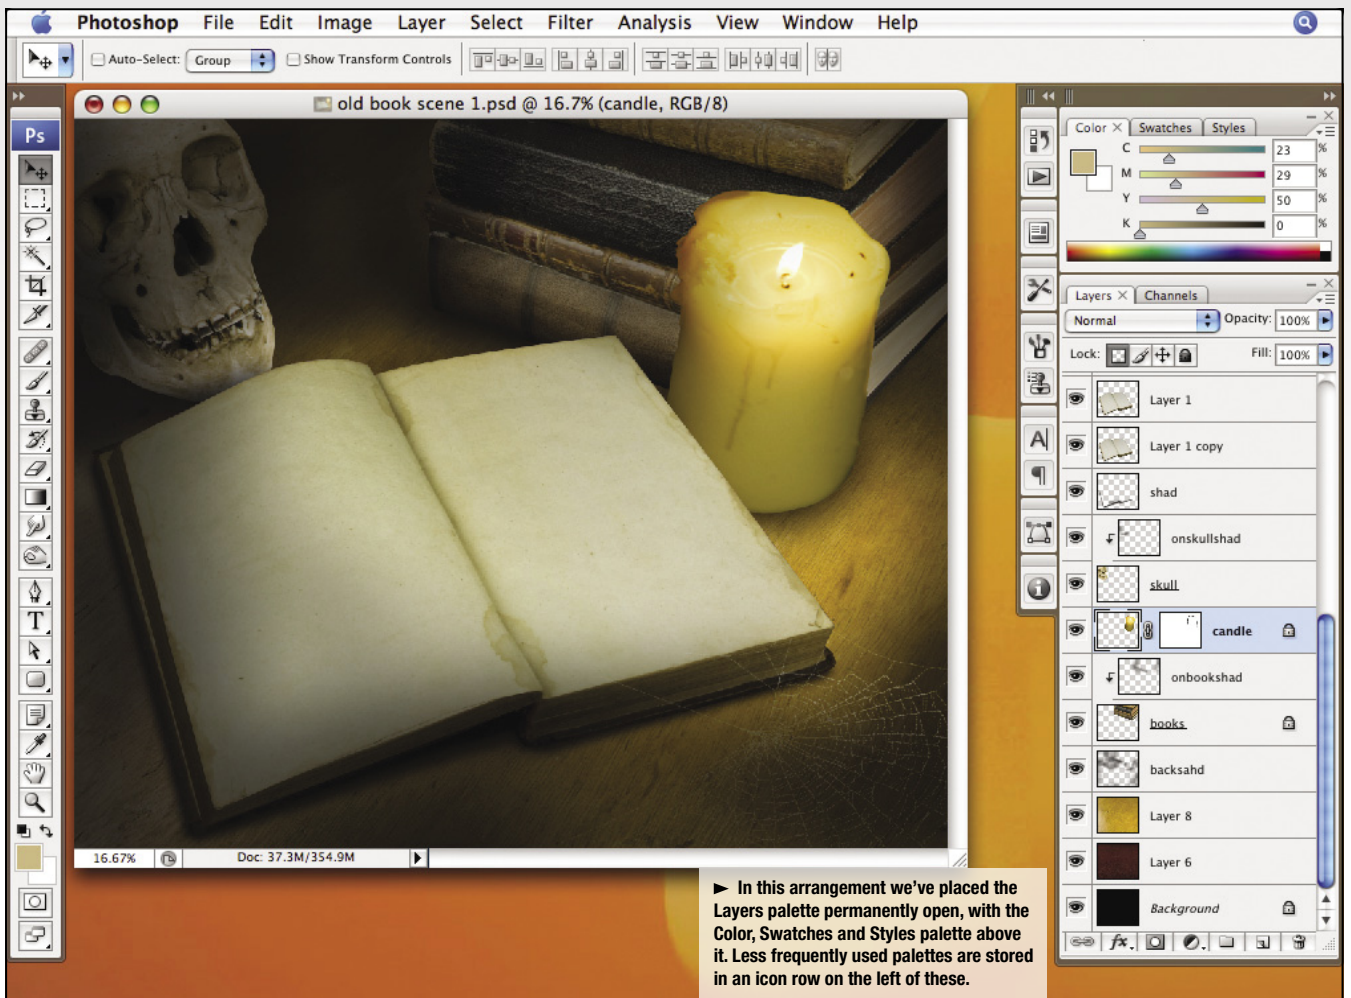 Photoshop File Edit Image Layer Select Filter Analysis View Window Help
Auto-Select: Group Show Transform Controls
old book scene 1.psd @ 16.7% (candle, RGB/8)
Ps
T
16.67% Doc: 37.3M/354.9M
A
Color Swatches Styles
C 23 %
M 29 %
Y 50 %
K 0 %
Layers Channels
Normal Opacity: 100%
Lock: Fill: 100%
Layer 1
Layer 1 copy
shad
onskullshad
skull
candle
onbookshad
books
backsahd
Layer 8
Layer 6
Background
fx.
► In this arrangement we've placed the
Layers palette permanently open, with the
Color, Swatches and Styles palette above
it. Less frequently used palettes are stored
in an icon row on the left of these.